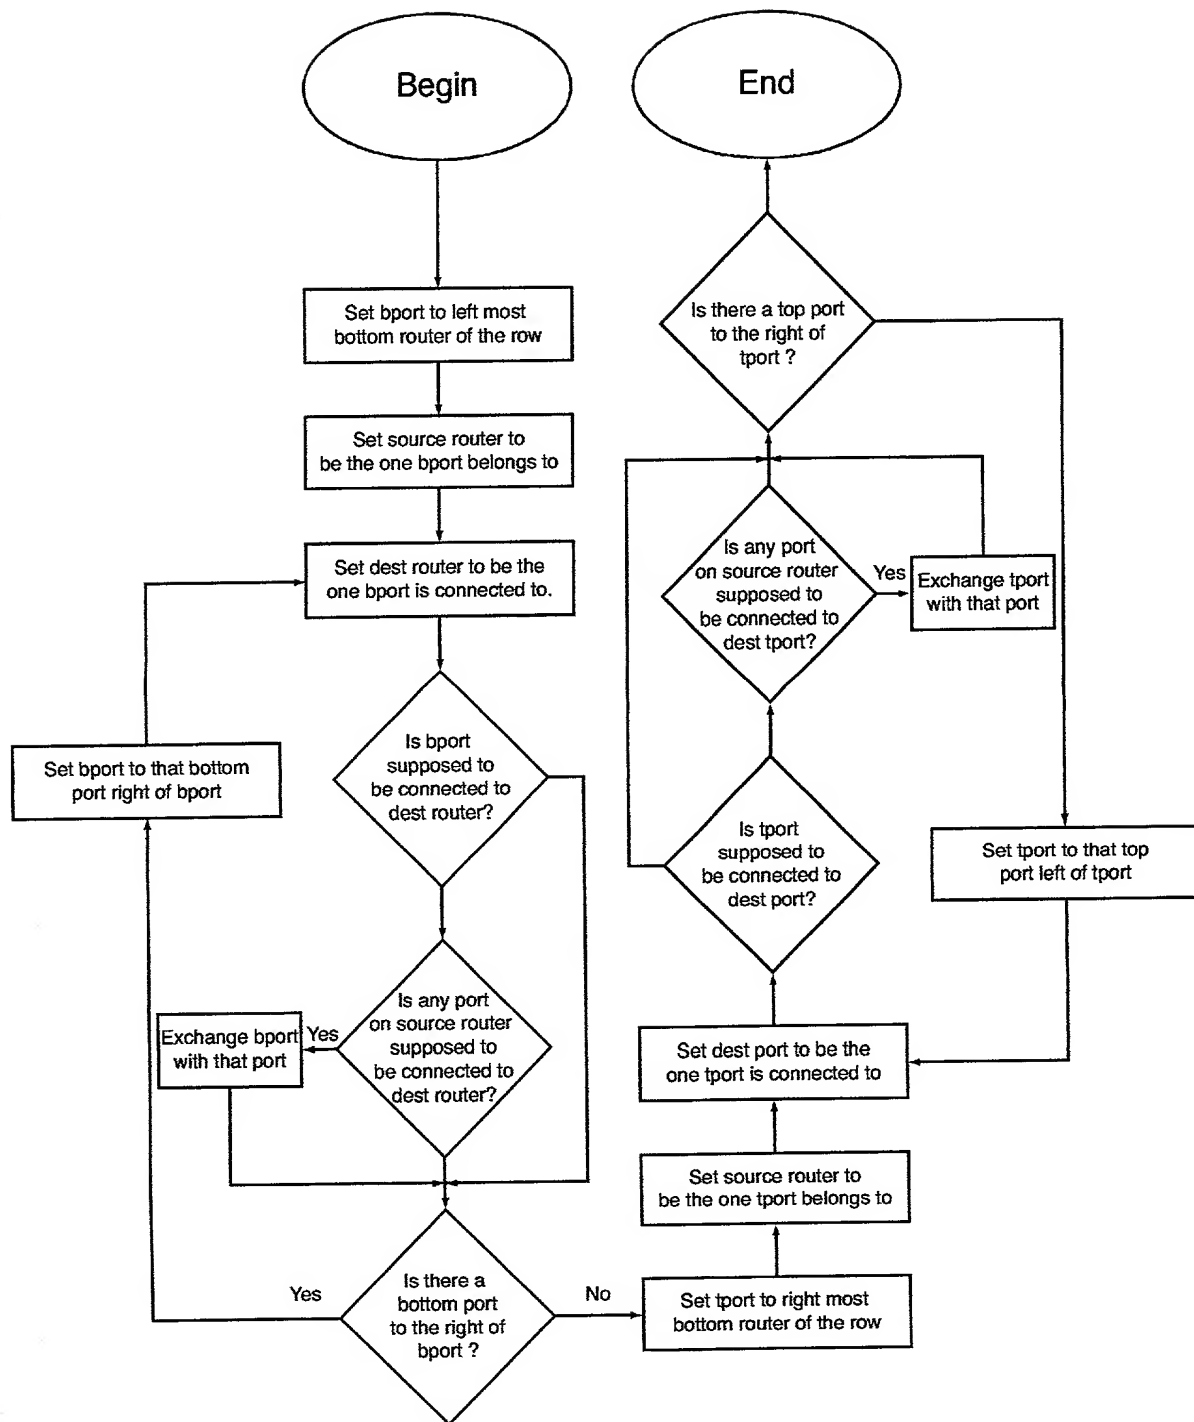 Begin
Set bport to left most
bottom router of the row
Set source router to
be the one bport belongs to
Set dest router to be the
one bport is connected to.
Set bport to that bottom
port right of bport
Is bport
supposed to
be connected to
dest router?
Exchange bport
with that port
Yes
Is any port
on source router
supposed to
be connected to
dest router?
Yes
Is there a
bottom port
to the right of
bport ?
No
Set tport to right most
bottom router of the row
Set source router to
be the one tport belongs to
Set dest port to be the
one tport is connected to
Is tport
supposed to
be connected to
dest port?
Set tport to that top
port left of tport
Is any port
on source router
supposed to
be connected to
dest tport?
Yes
Exchange tport
with that port
Is there a top port
to the right of
tport ?
End